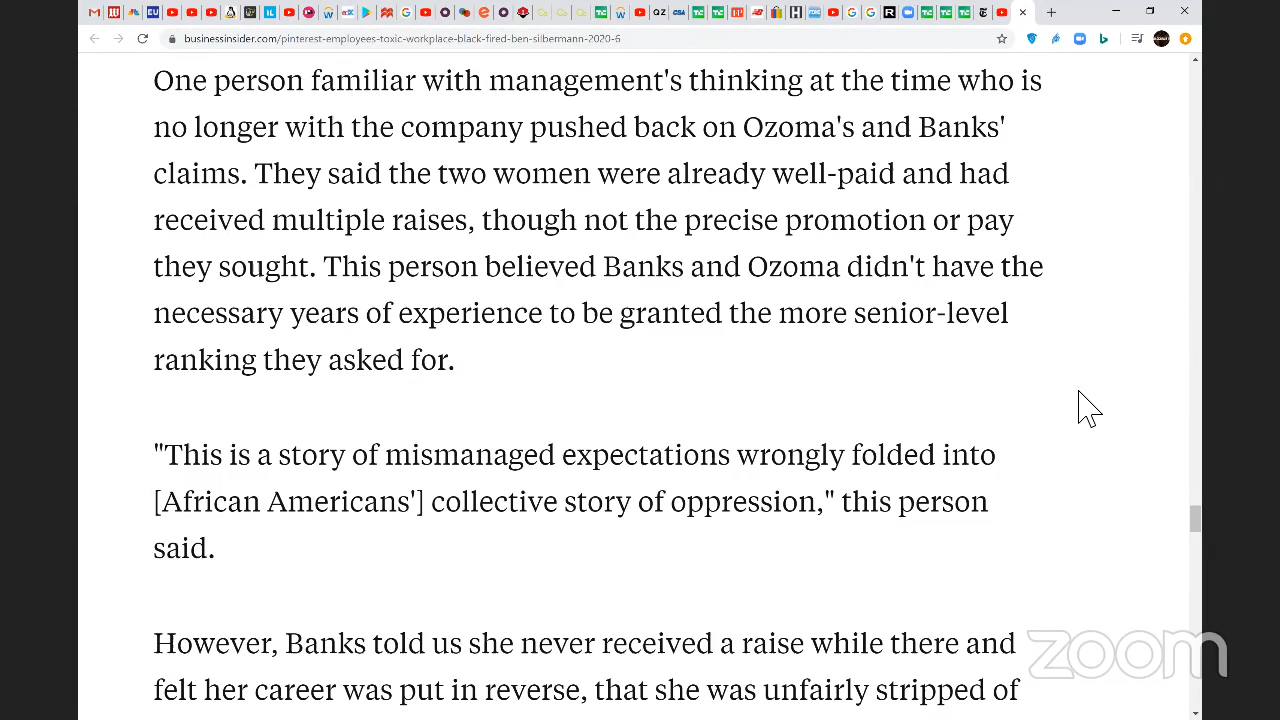 businessinsider.com/pinterest-employees-toxic-workplace-black-fired-ben-silbermann-2020-6
One person familiar with management's thinking at the time who is
no longer with the company pushed back on Ozoma's and Banks'
claims. They said the two women were already well-paid and had
received multiple raises, though not the precise promotion or pay
they sought. This person believed Banks and Ozoma didn't have the
necessary years of experience to be granted the more senior-level
ranking they asked for.
"This is a story of mismanaged expectations wrongly folded into
[African Americans'] collective story of oppression," this person
said.
However, Banks told us she never received a raise while there and
felt her career was put in reverse, that she was unfairly stripped of
zoom